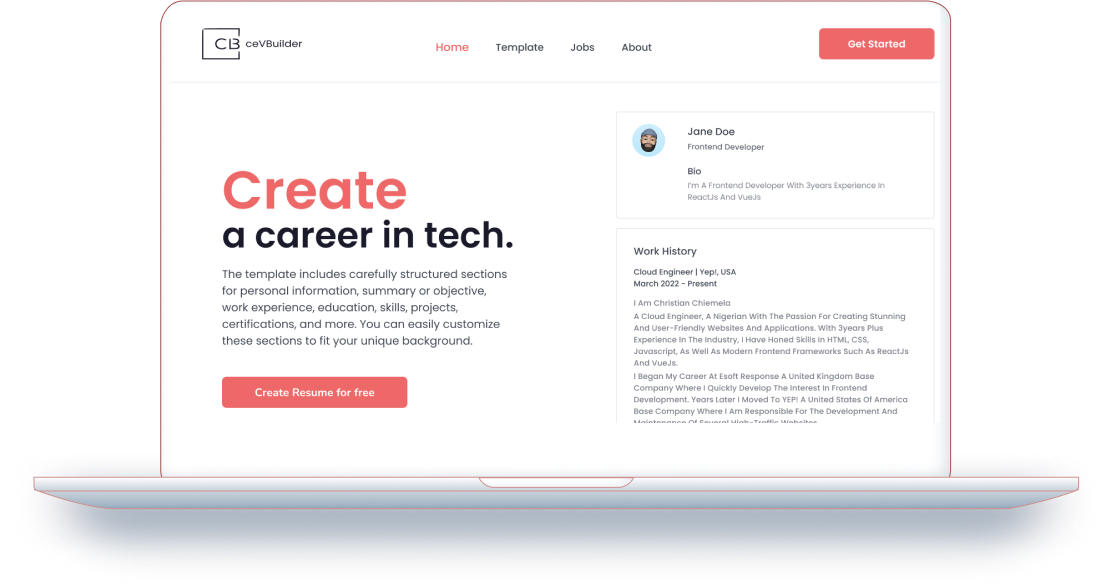 CB ceVBuilder
Home Template Jobs About
Get Started
Create
a career in tech.
The template includes carefully structured sections
for personal information, summary or objective,
work experience, education, skills, projects,
certifications, and more. You can easily customize
these sections to fit your unique background.
Create Resume for free
Jane Doe
Frontend Developer
Bio
I'm A Frontend Developer With 3years Experience In
ReactJs And VueJs
Work History
Cloud Engineer | Yep!, USA
March 2022 - Present
I Am Christian Chiemela
A Cloud Engineer, A Nigerian With The Passion For Creating Stunning
And User-Friendly Websites And Applications. With 3years Plus
Experience In The Industry, I Have Honed Skills In HTML, CSS,
Javascript, As Well As Modern Frontend Frameworks Such As ReactJs
And VueJs.
I Began My Career At Esoft Response A United Kingdom Base
Company Where I Quickly Develop The Interest In Frontend
Development. Years Later I Moved To YEP! A United States Of America
Base Company Where I Am Responsible For The Development And
Maintenance Of Several High-Traffic Websites